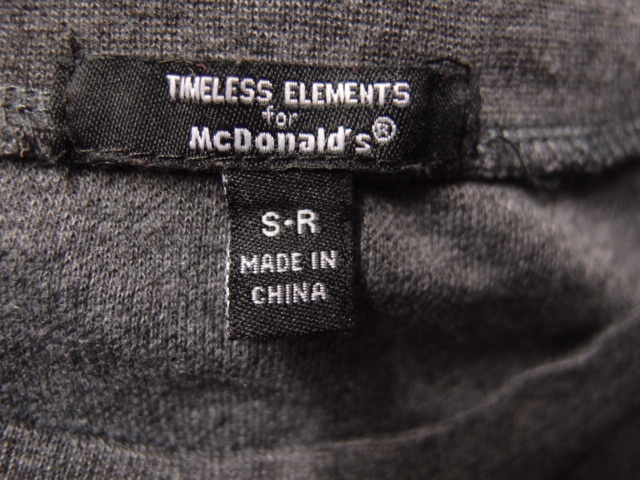 TIMELESS ELEMENTS
for
McDonald's®
S-R
MADE IN
CHINA